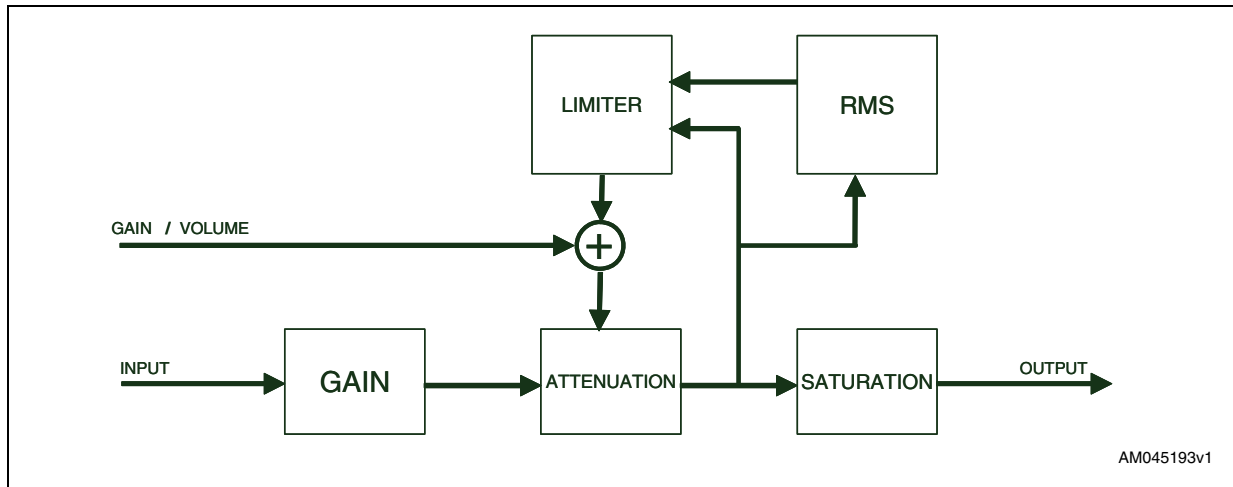 LIMITER
RMS
GAIN / VOLUME
+
INPUT
GAIN
ATTENUATION
SATURATION
OUTPUT
AM045193v1